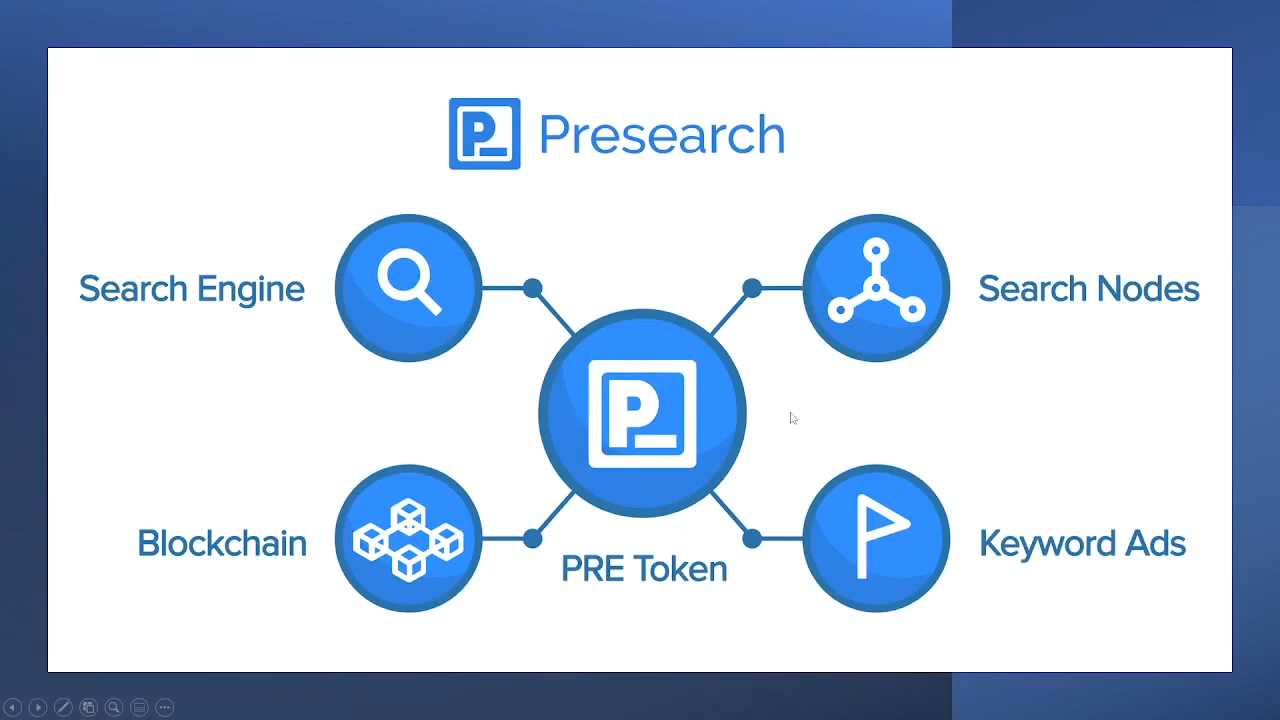 Presearch
Search Engine
Search Nodes
Blockchain
PRE Token
Keyword Ads